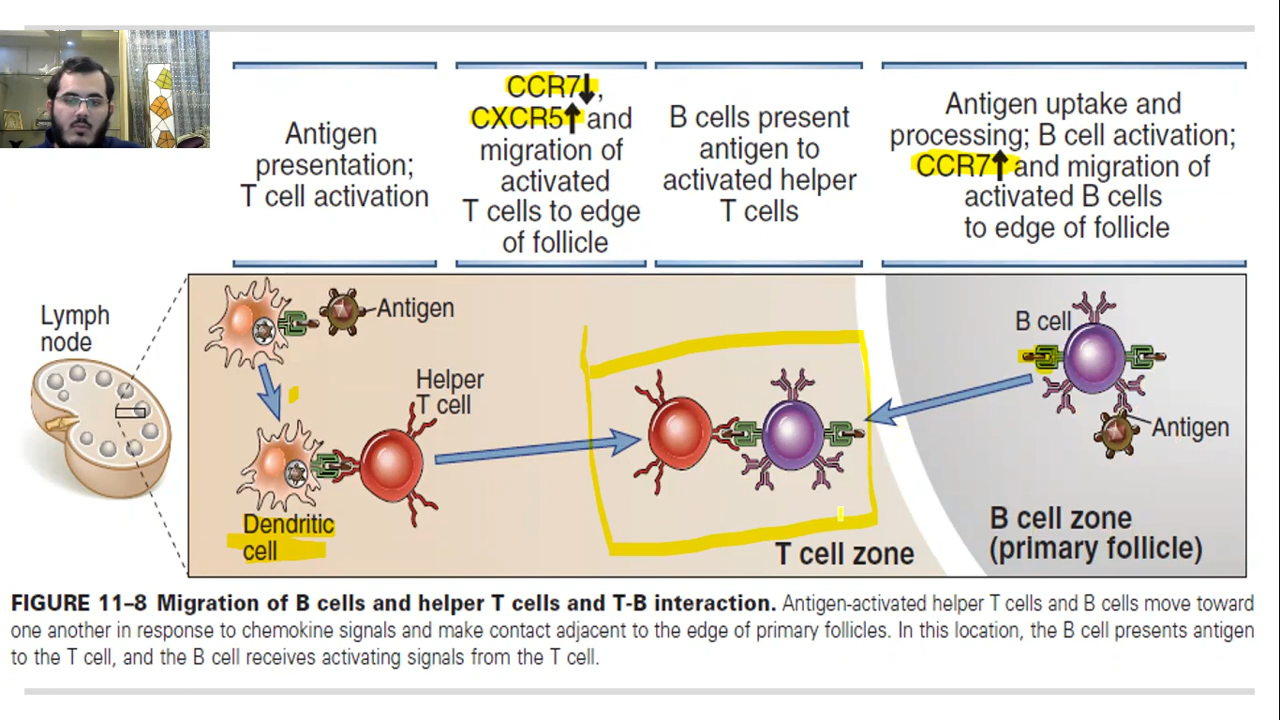 Antigen
presentation;
T cell activation
CCR7↓,
CXCR5↑ and
migration of
activated
T cells to edge
of follicle
B cells present
antigen to
activated helper
T cells
Antigen uptake and
processing; B cell activation;
CCR7↑ and migration of
activated B cells
to edge of follicle
Lymph
node
Antigen
Helper
T cell
Dendritic
cell
T cell zone
B cell
Antigen
B cell zone
(primary follicle)
FIGURE 11–8 Migration of B cells and helper T cells and T-B interaction. Antigen-activated helper T cells and B cells move toward
one another in response to chemokine signals and make contact adjacent to the edge of primary follicles. In this location, the B cell presents antigen
to the T cell, and the B cell receives activating signals from the T cell.